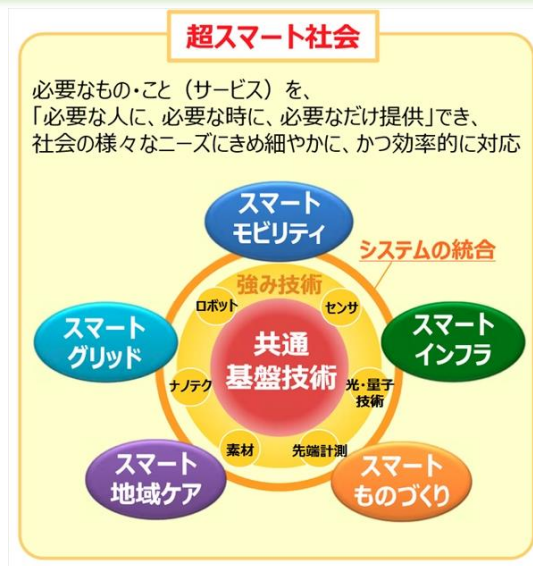 超スマート社会
必要なもの・こと（サービス）を、
「必要な人に、必要な時に、必要なだけ提供」でき、
社会の様々なニーズにきめ細やかに、かつ効率的に対応
スマート
モビリティ
システムの統合
強み技術
ロボット
センサ
スマート
グリッド
共通
基盤技術
スマート
インフラ
ナノテク
光・量子
技術
素材
先端計測
スマート
地域ケア
スマート
ものづくり